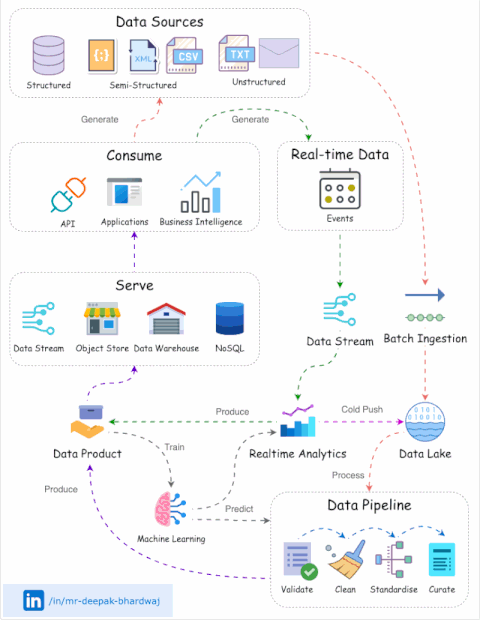 Data Sources
{:}
XML
CSV
TXT
Structured
Semi-Structured
Unstructured
Generate
Generate
Consume
API
Applications
Business Intelligence
Real-time Data
Events
Serve
Data Stream
Object Store
Data Warehouse
NoSQL
Data Stream
Batch Ingestion
Produce
Cold Push
0101
010010
Data Product
Realtime Analytics
Data Lake
Train
Process
Produce
Predict
Machine Learning
Data Pipeline
Validate
Clean
Standardise
Curate
in
/in/mr-deepak-bhardwaj